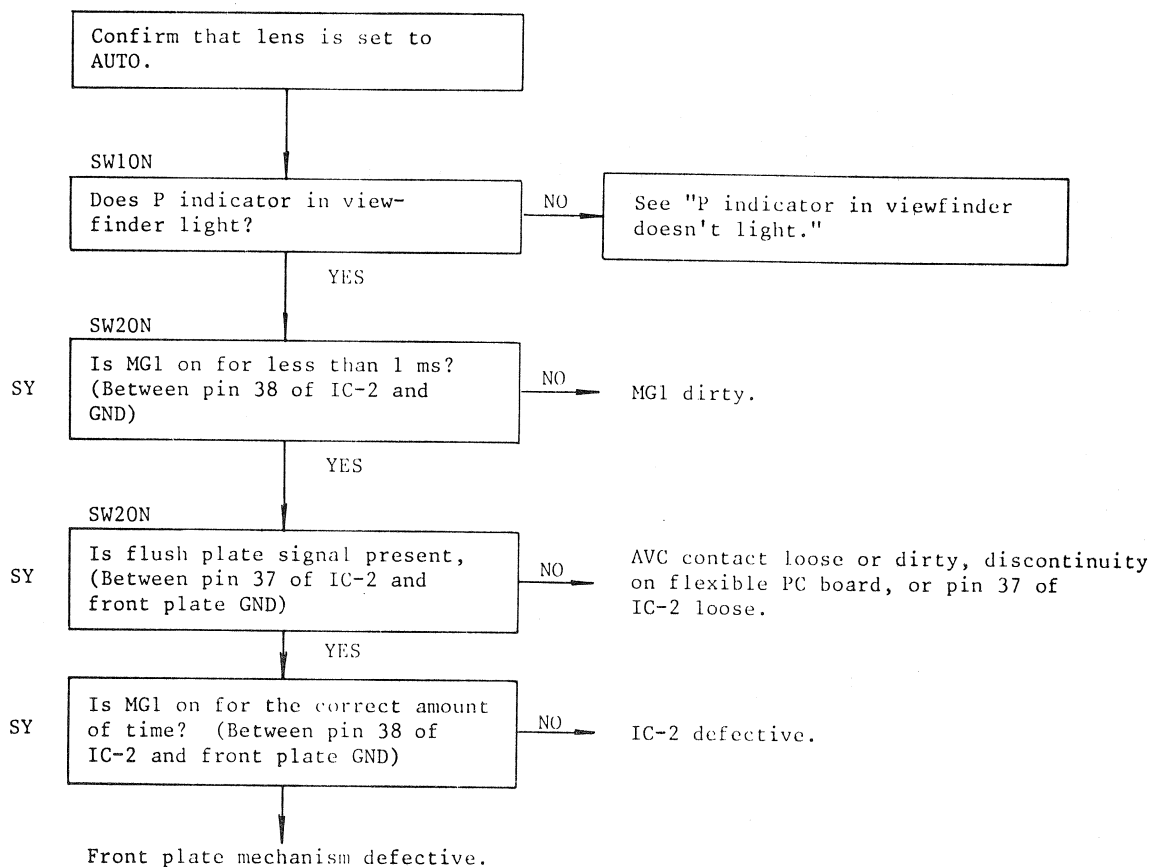 Confirm that lens is set to
AUTO.
SW1ON
Does P indicator in view-
finder light?
NO
See "P indicator in viewfinder
doesn't light."
YES
SW2ON
SY
Is MG1 on for less than 1 ms?
(Between pin 38 of IC-2 and
GND)
NO
MG1 dirty.
YES
SW2ON
SY
Is flush plate signal present,
(Between pin 37 of IC-2 and
front plate GND)
NO
AVC contact loose or dirty, discontinuity
on flexible PC board, or pin 37 of
IC-2 loose.
YES
SY
Is MG1 on for the correct amount
of time? (Between pin 38 of
IC-2 and front plate GND)
NO
IC-2 defective.
Front plate mechanism defective.